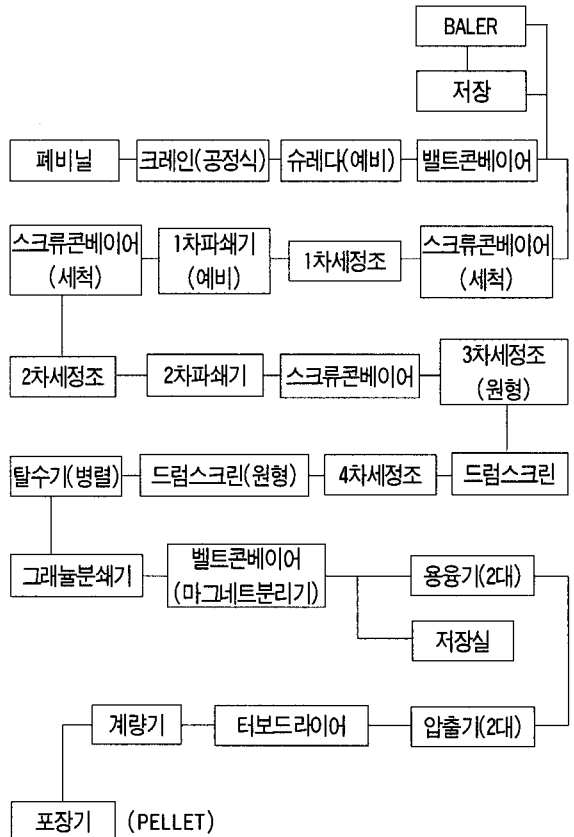 BALER
저장
폐비닐
크레인(공정식)
슈레다(예비)
밸트콘베이어
스크류콘베이어
(세척)
1차파쇄기
(예비)
1차세정조
스크류콘베이어
(세척)
2차세정조
2차파쇄기
스크류콘베이어
3차세정조
(원형)
탈수기(병렬)
드럼스크린(원형)
4차세정조
드럼스크린
그래뉼분쇄기
벨트콘베이어
(마그네트분리기)
용융기(2대)
저장실
계량기
터보드라이어
압출기(2대)
포장기
(PELLET)